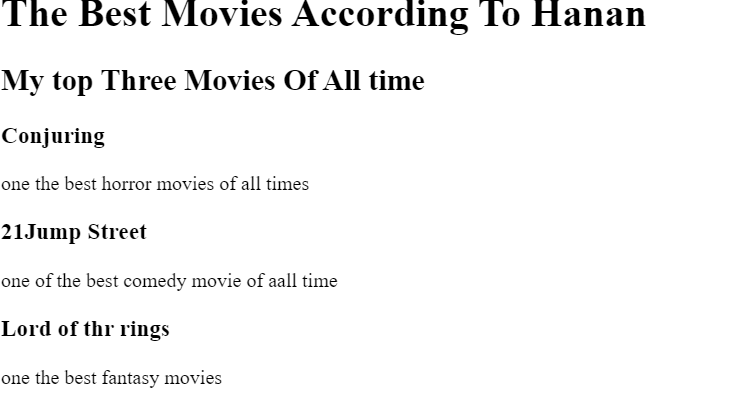 The Best Movies According To Hanan
My top Three Movies Of All time
Conjuring
one the best horror movies of all times
21Jump Street
one of the best comedy movie of aall time
Lord of thr rings
one the best fantasy movies